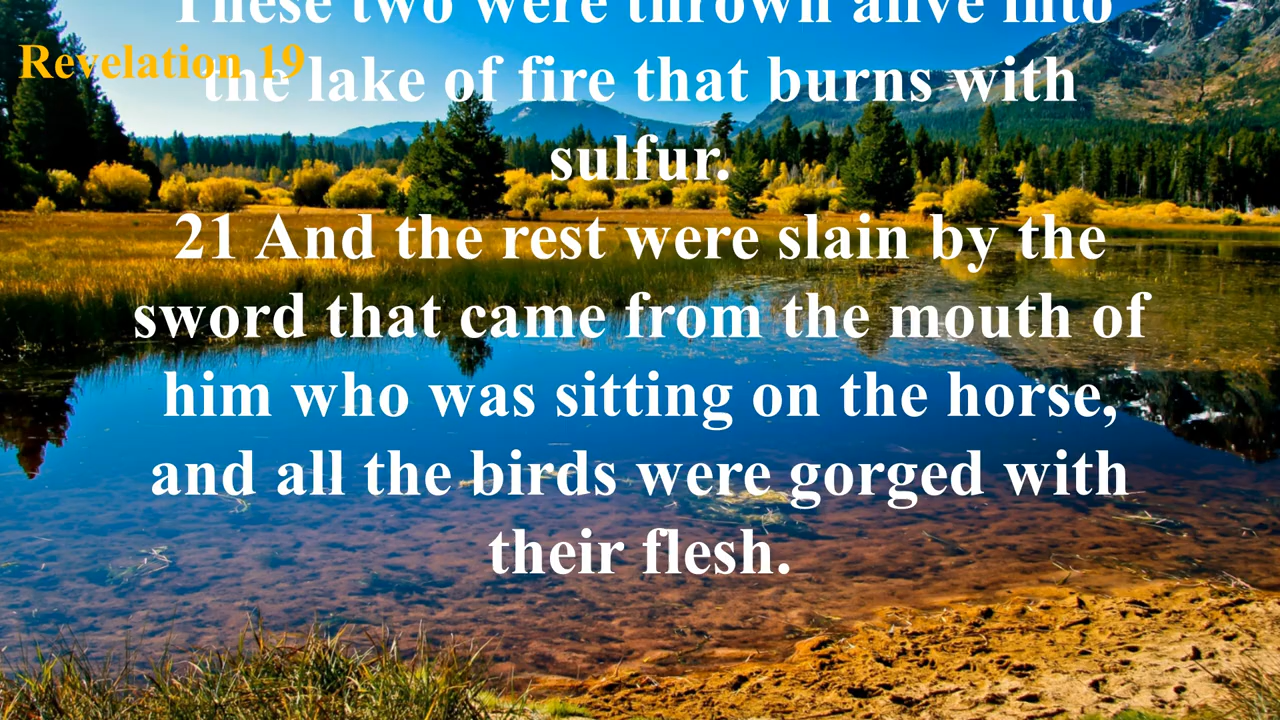 These two were thrown alive into
Revelation 19
the lake of fire that burns with
sulfur.
21 And the rest were slain by the
sword that came from the mouth of
him who was sitting on the horse,
and all the birds were gorged with
their flesh.